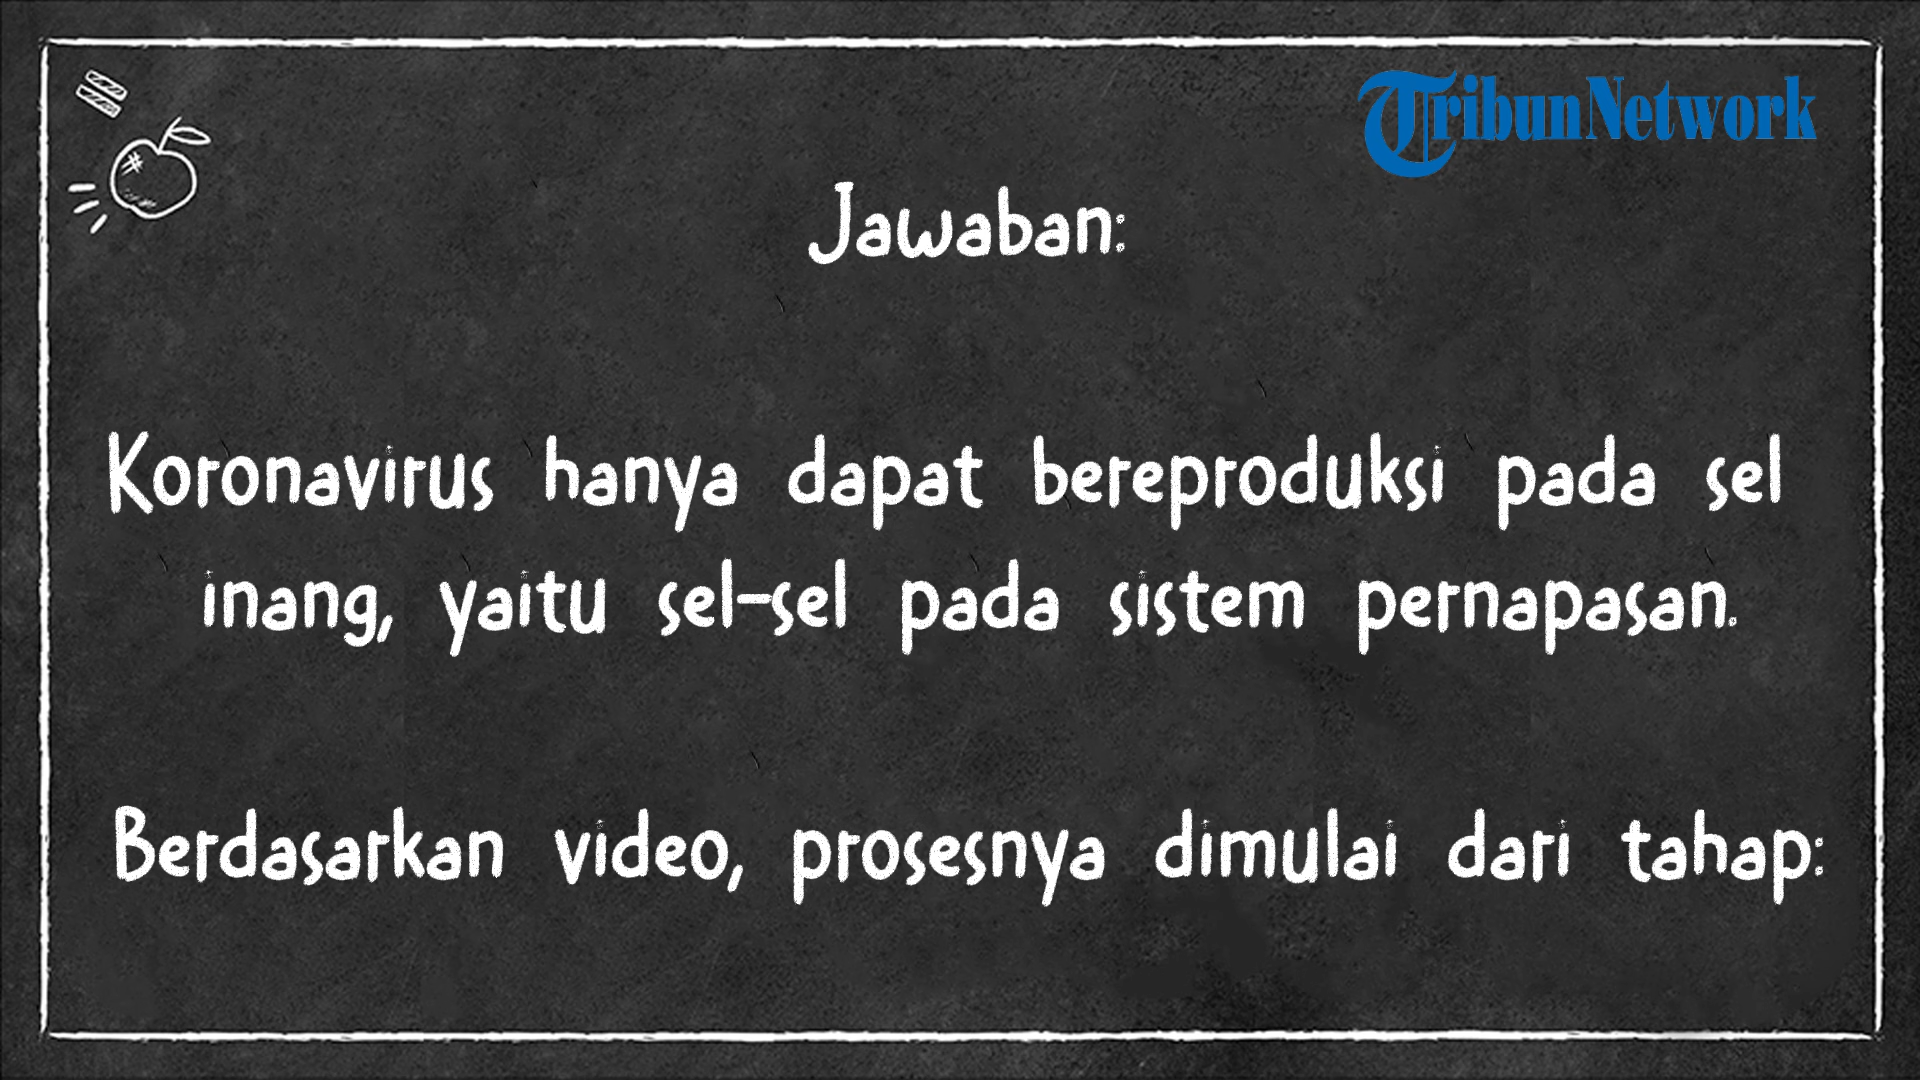 TribunNetwork
Jawaban:
Koronavirus hanya dapat bereproduksi pada sel
inang, yaitu sel-sel pada sistem pernapasan.
Berdasarkan video, prosesnya dimulai dari tahap: